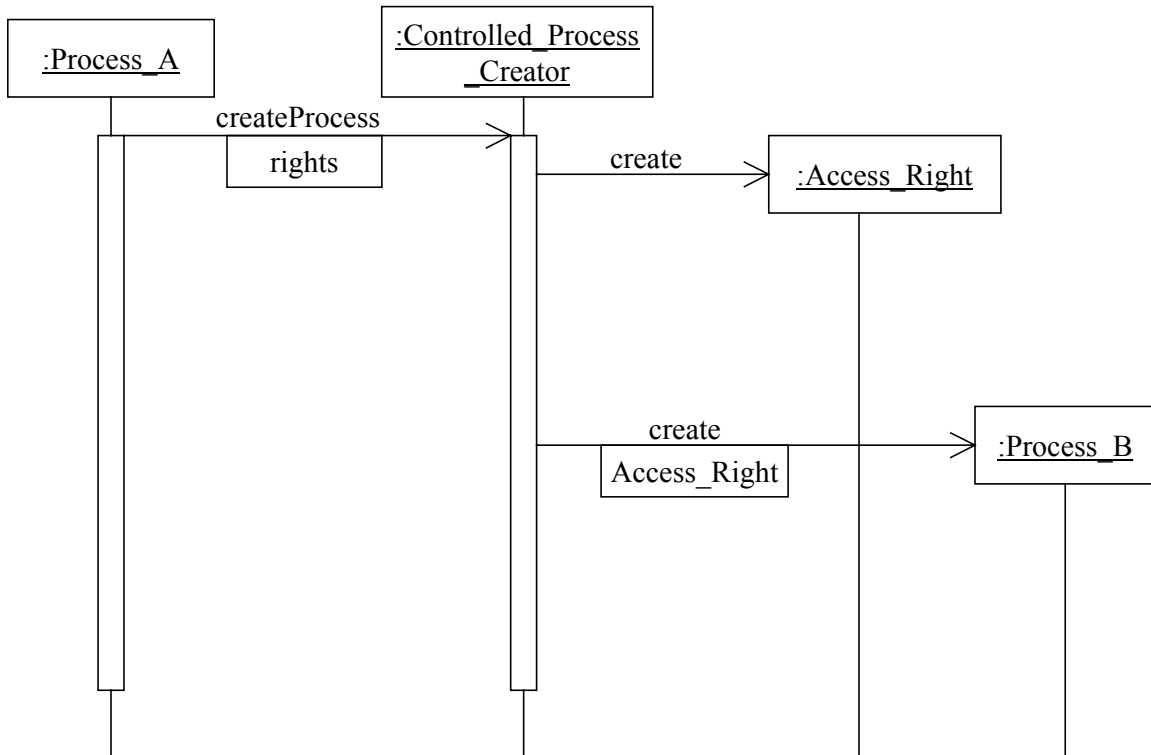 :Process_A
:Controlled_Process
_Creator
createProcess
rights
create
:Access_Right
create
Access_Right
:Process_B